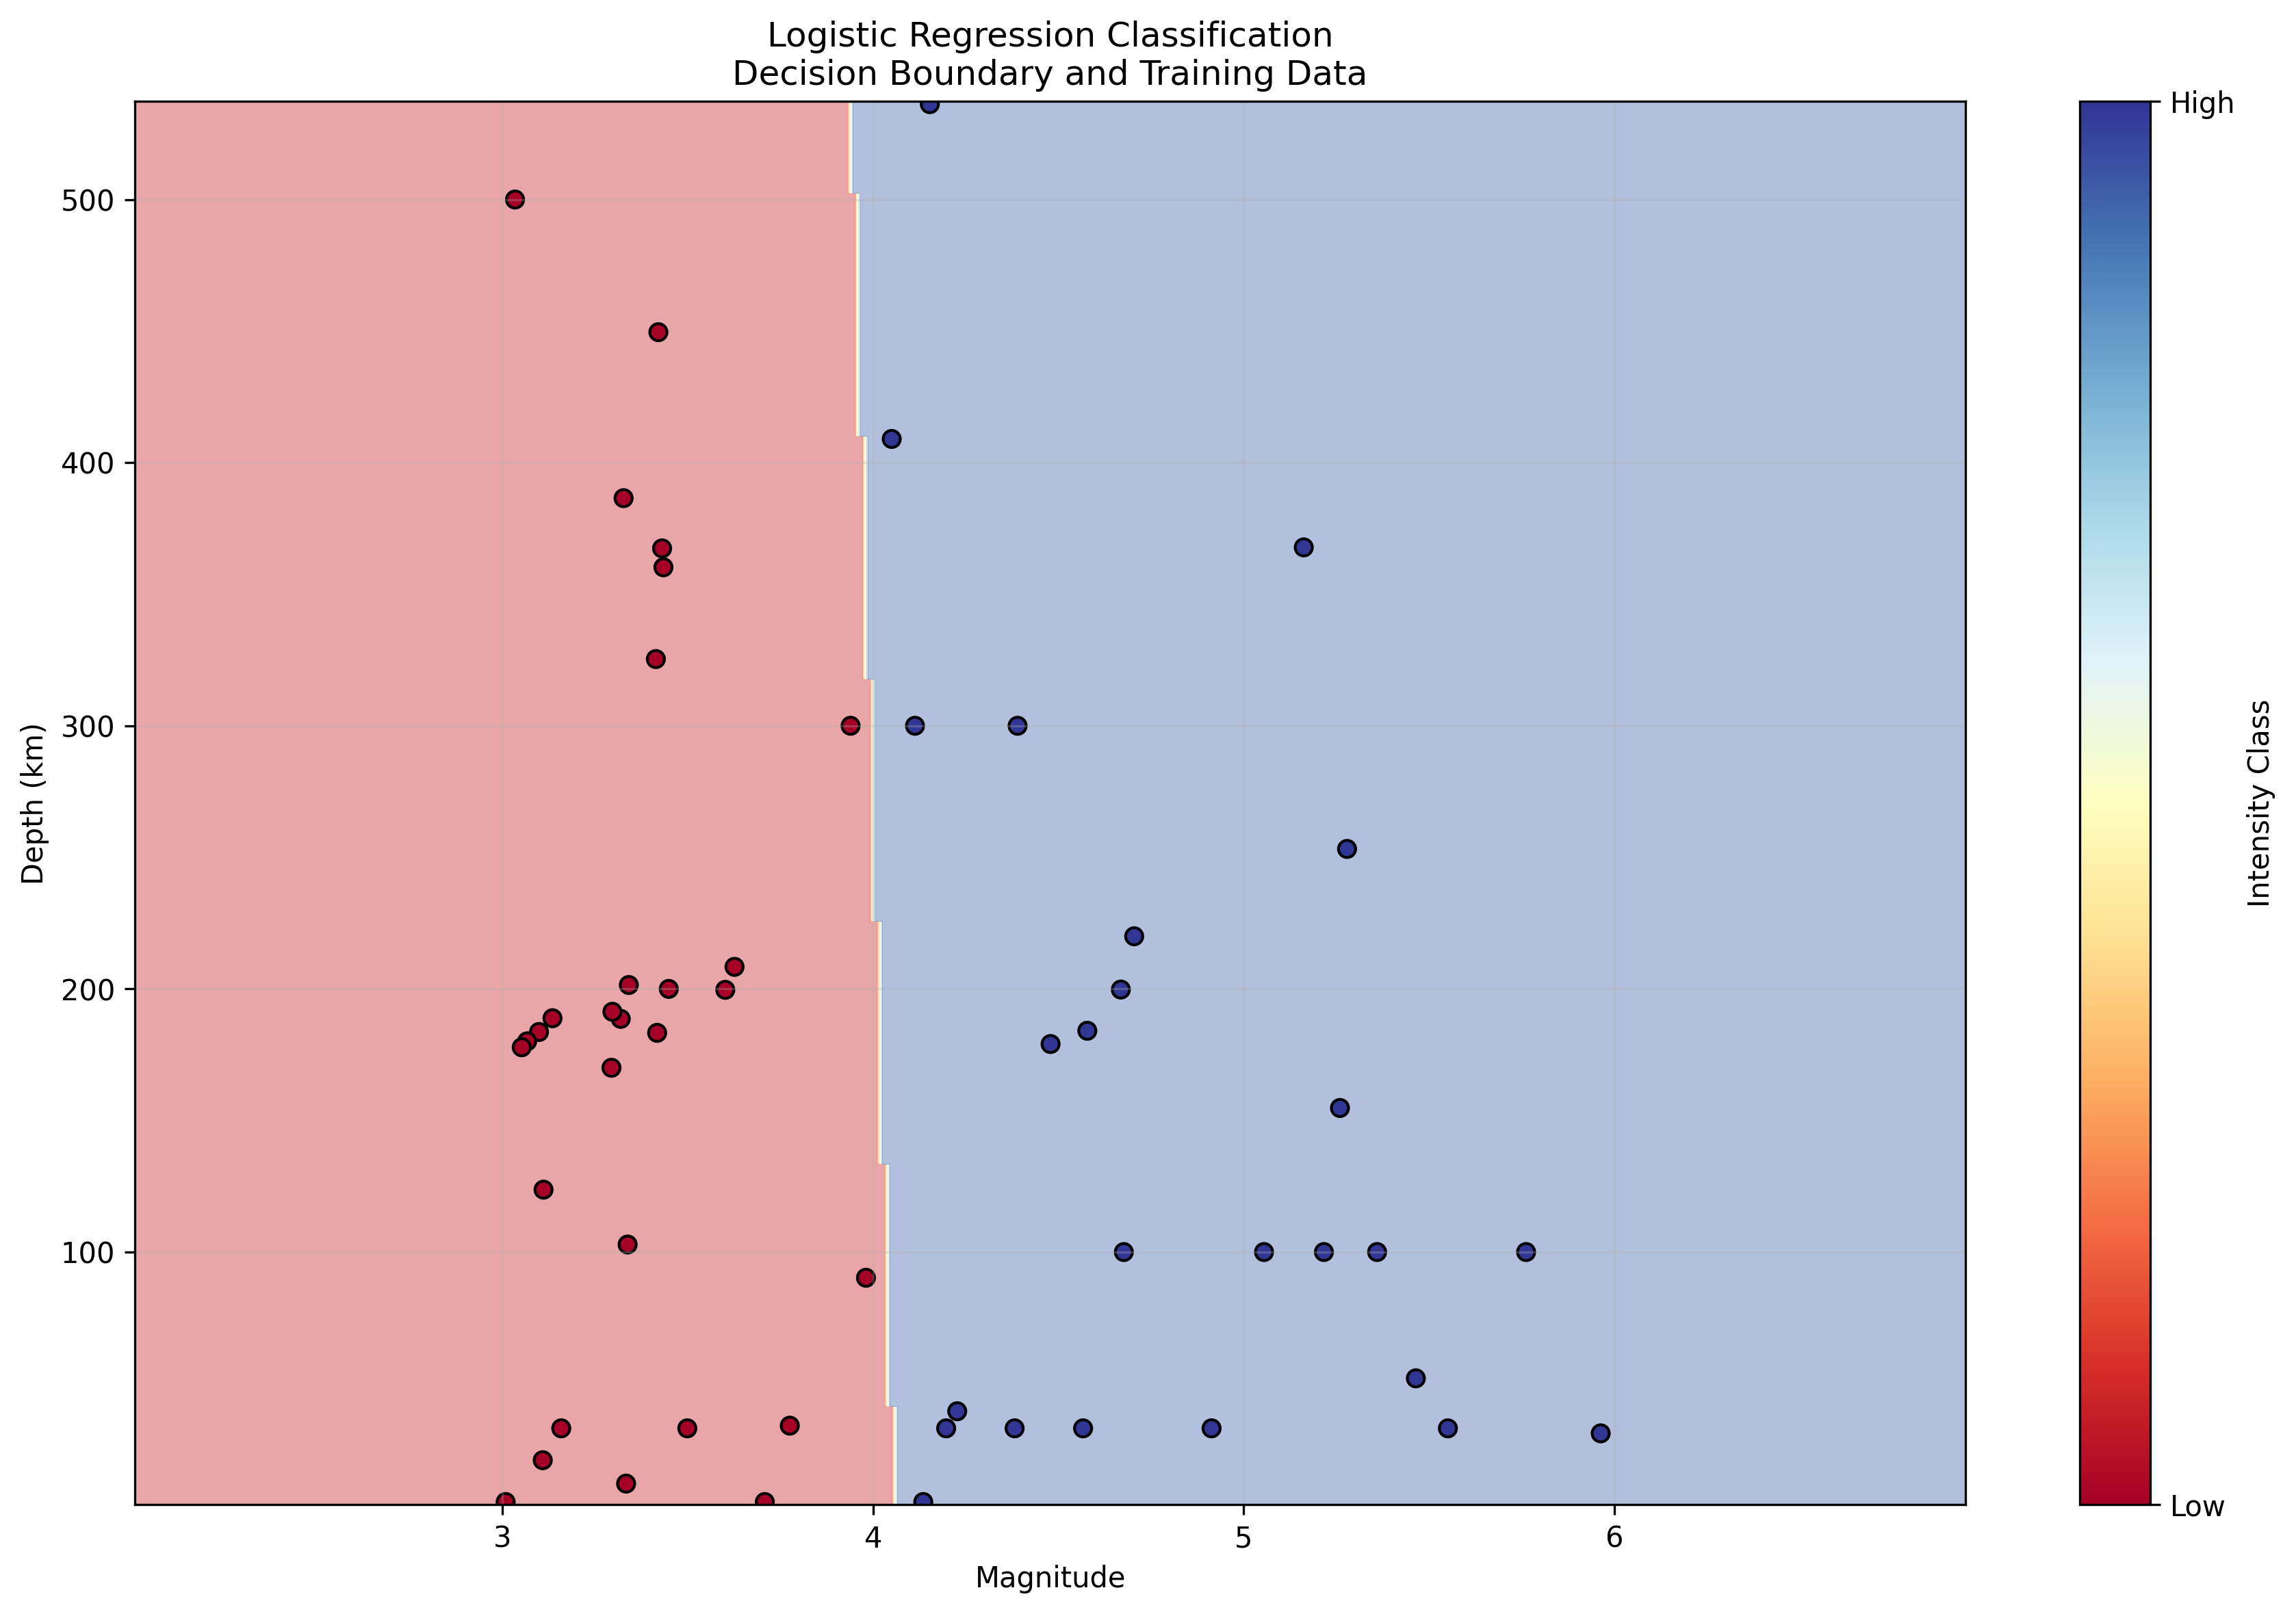 Logistic Regression Classification
Decision Boundary and Training Data
High
500
400
300
200
100
Depth (km)
Intensity Class
Low
3
4
5
6
Magnitude